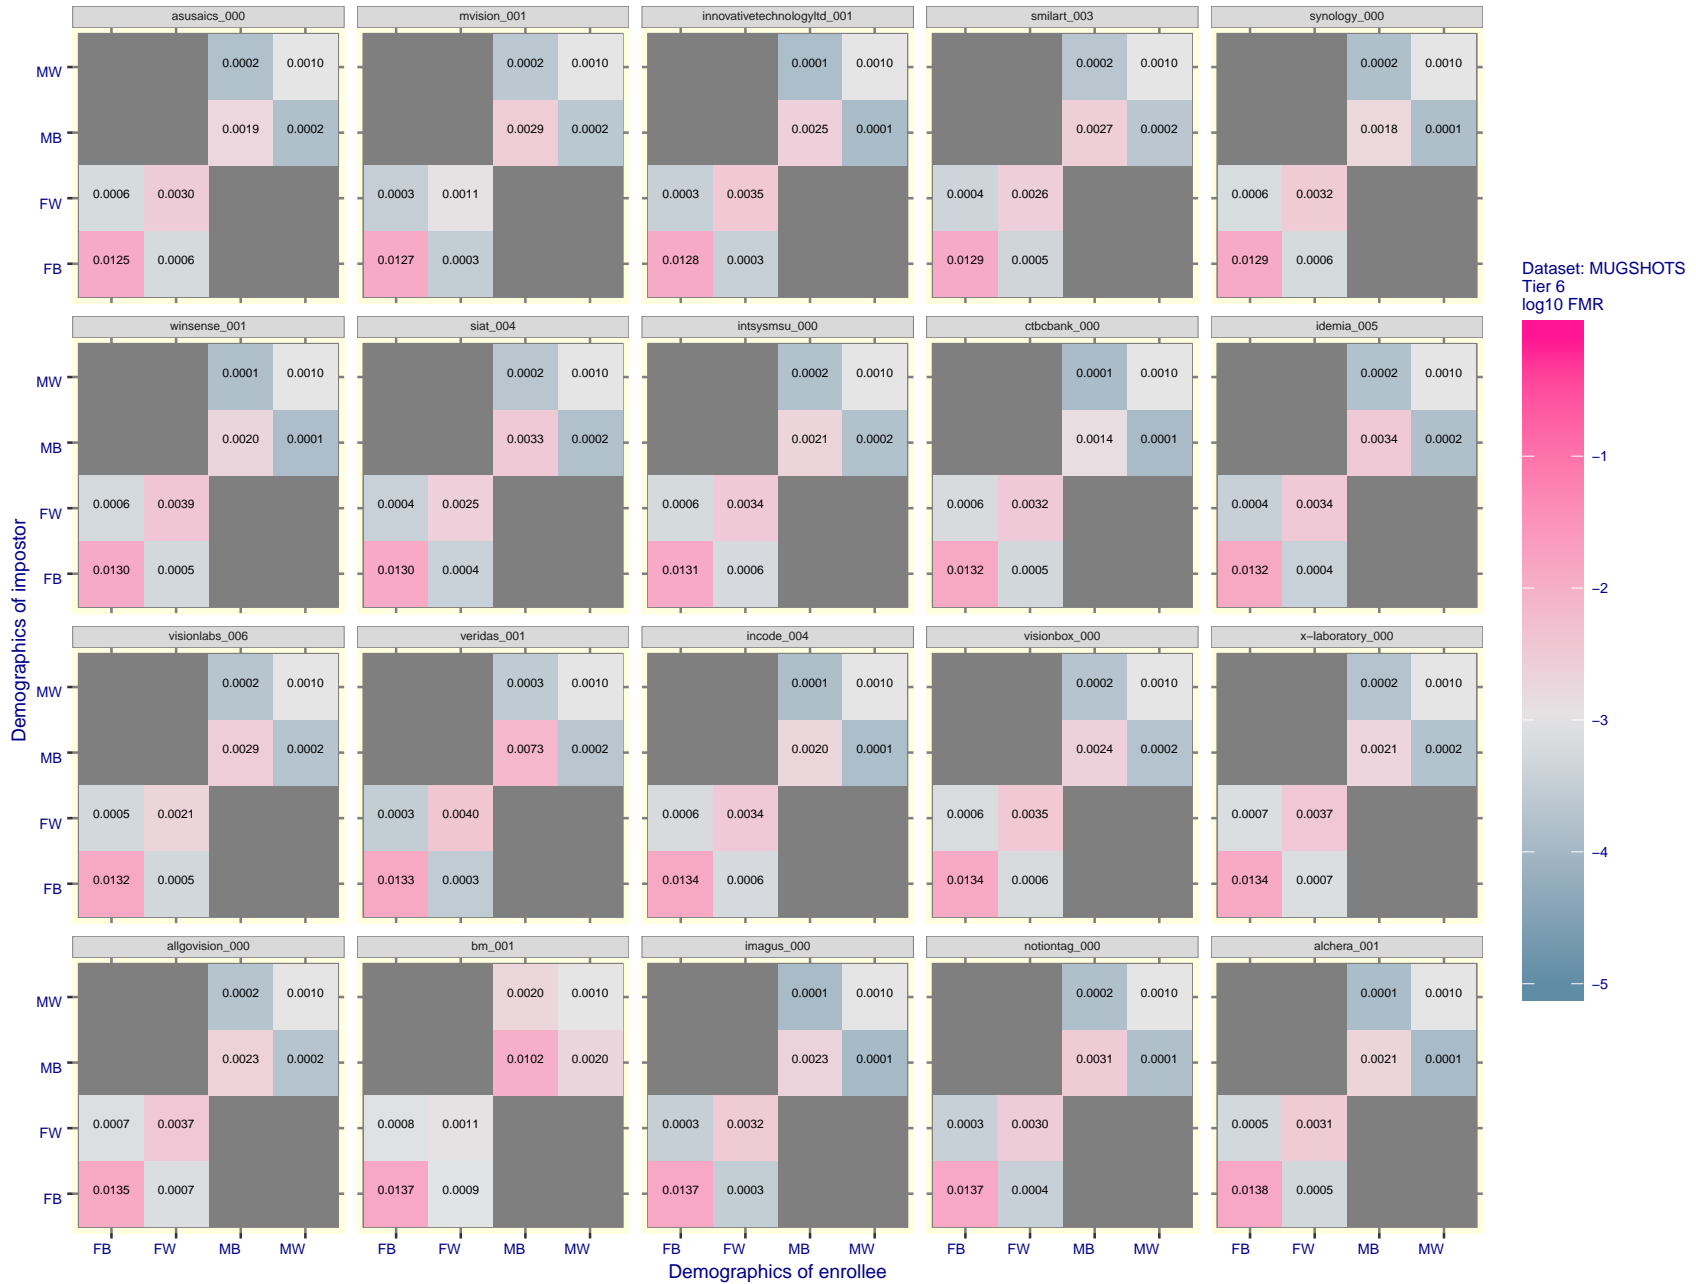 asusaics_000 mvision_001 innovativetechnologyltd_001 smilart_003 synology_000
MW 0.0002 0.0010 0.0002 0.0010 0.0001 0.0010 0.0002 0.0010 0.0002 0.0010
MB 0.0019 0.0002 0.0029 0.0002 0.0025 0.0001 0.0027 0.0002 0.0018 0.0001
FW 0.0006 0.0030 0.0003 0.0011 0.0003 0.0035 0.0004 0.0026 0.0006 0.0032
FB 0.0125 0.0006 0.0127 0.0003 0.0128 0.0003 0.0129 0.0005 0.0129 0.0006
winsense_001 siat_004 intsysmsu_000 ctbcbank_000 idemia_005
MW 0.0001 0.0010 0.0002 0.0010 0.0002 0.0010 0.0001 0.0010 0.0002 0.0010
MB 0.0020 0.0001 0.0033 0.0002 0.0021 0.0002 0.0014 0.0001 0.0034 0.0002
FW 0.0006 0.0039 0.0004 0.0025 0.0006 0.0034 0.0006 0.0032 0.0004 0.0034
FB 0.0130 0.0005 0.0130 0.0004 0.0131 0.0006 0.0132 0.0005 0.0132 0.0004
visionlabs_006 veridas_001 incode_004 visionbox_000 x−laboratory_000
MW 0.0002 0.0010 0.0003 0.0010 0.0001 0.0010 0.0002 0.0010 0.0002 0.0010
MB 0.0029 0.0002 0.0073 0.0002 0.0020 0.0001 0.0024 0.0002 0.0021 0.0002
FW 0.0005 0.0021 0.0003 0.0040 0.0006 0.0034 0.0006 0.0035 0.0007 0.0037
FB 0.0132 0.0005 0.0133 0.0003 0.0134 0.0006 0.0134 0.0006 0.0134 0.0007
allgovision_000 bm_001 imagus_000 notiontag_000 alchera_001
MW 0.0002 0.0010 0.0020 0.0010 0.0001 0.0010 0.0002 0.0010 0.0001 0.0010
MB 0.0023 0.0002 0.0102 0.0020 0.0023 0.0001 0.0031 0.0001 0.0021 0.0001
FW 0.0007 0.0037 0.0008 0.0011 0.0003 0.0032 0.0003 0.0030 0.0005 0.0031
FB 0.0135 0.0007 0.0137 0.0009 0.0137 0.0003 0.0137 0.0004 0.0138 0.0005
FB FW MB MW FB FW MB MW FB FW MB MW FB FW MB MW FB FW MB MW
Demographics of enrollee
Demographics of impostor
Dataset: MUGSHOTS
Tier 6
log10 FMR
−1
−2
−3
−4
−5